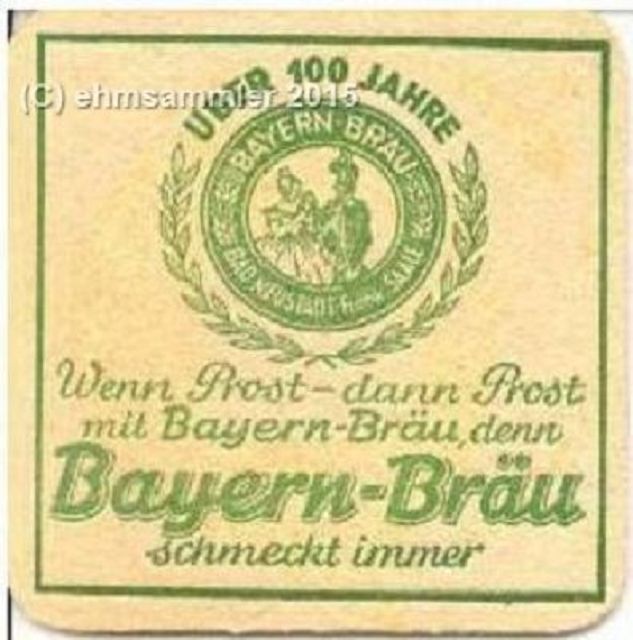 (C) ehmsammler 2015
ÜBER 100 JAHRE
BAYERN-BRÄU
BAD NEUSTADT SAALE
Wenn Prost-dann Prost
mit Bayern-Bräu, denn
Bayern-Bräu
schmeckt immer